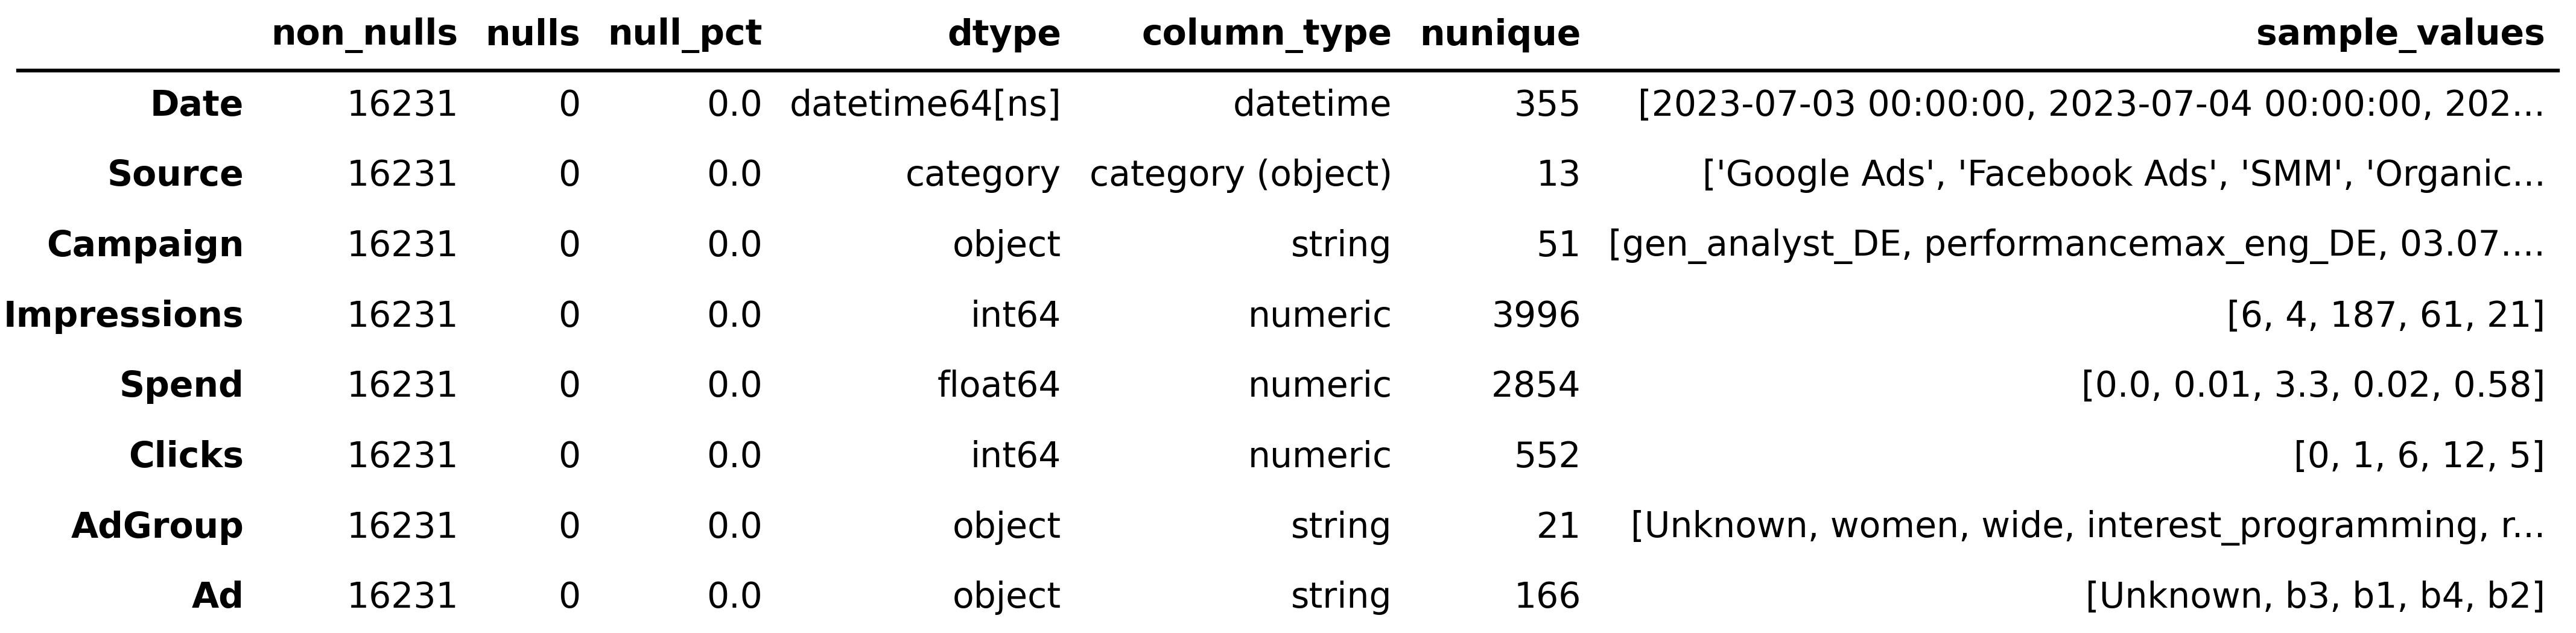 non_nulls nulls null_pct dtype column_type nunique sample_values
Date 16231 0 0.0 datetime64[ns] datetime 355 [2023-07-03 00:00:00, 2023-07-04 00:00:00, 202...
Source 16231 0 0.0 category category (object) 13 ['Google Ads', 'Facebook Ads', 'SMM', 'Organic...
Campaign 16231 0 0.0 object string 51 [gen_analyst_DE, performancemax_eng_DE, 03.07....
Impressions 16231 0 0.0 int64 numeric 3996 [6, 4, 187, 61, 21]
Spend 16231 0 0.0 float64 numeric 2854 [0.0, 0.01, 3.3, 0.02, 0.58]
Clicks 16231 0 0.0 int64 numeric 552 [0, 1, 6, 12, 5]
AdGroup 16231 0 0.0 object string 21 [Unknown, women, wide, interest_programming, r...
Ad 16231 0 0.0 object string 166 [Unknown, b3, b1, b4, b2]